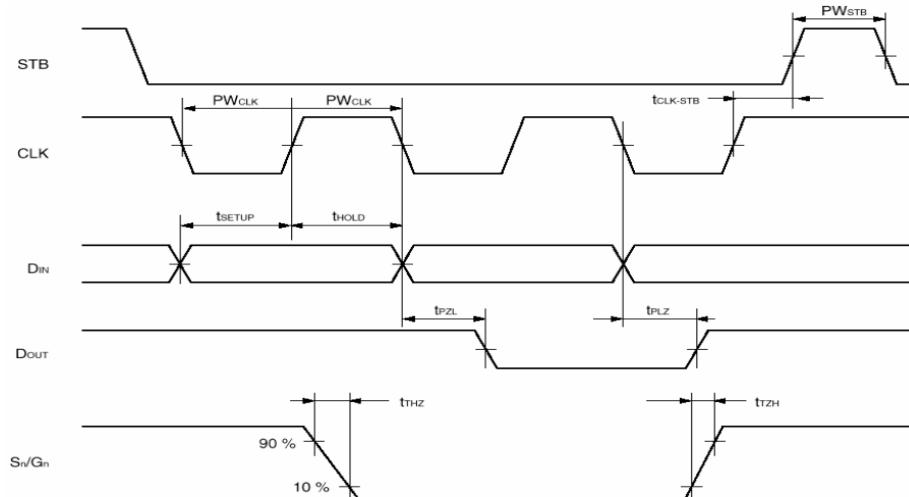 PWSTB
STB
tCLK-STB
PWCLK PWCLK
CLK
tSETUP tHOLD
DIN
tPZL tPLZ
DOUT
tTHZ tTZH
90 %
Sn/Gn
10 %